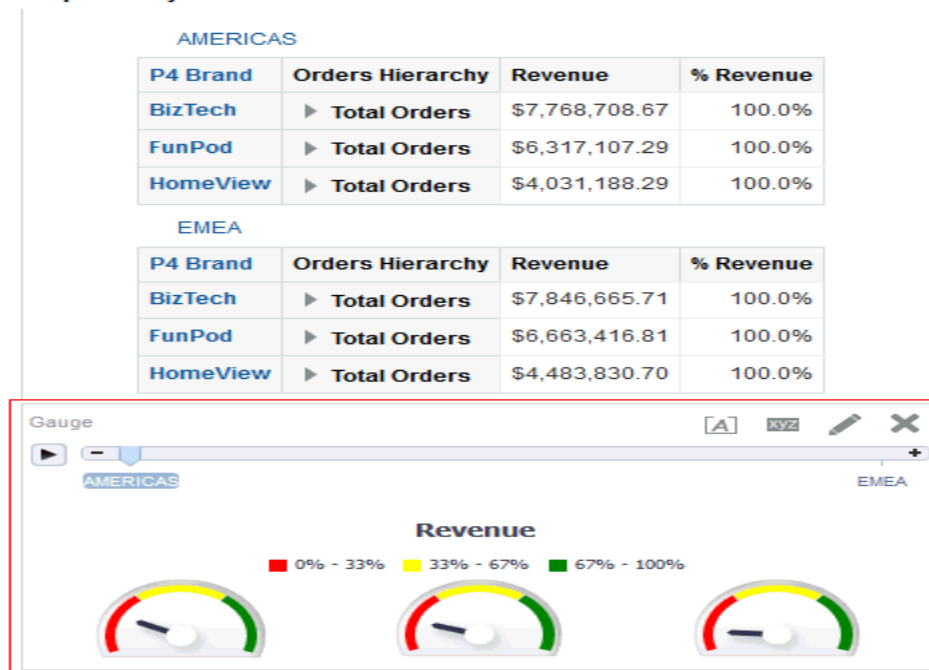 AMERICAS
P4 Brand Orders Hierarchy Revenue % Revenue
BizTech Total Orders $7,768,708.67 100.0%
FunPod Total Orders $6,317,107.29 100.0%
HomeView Total Orders $4,031,188.29 100.0%
EMEA
P4 Brand Orders Hierarchy Revenue % Revenue
BizTech Total Orders $7,846,665.71 100.0%
FunPod Total Orders $6,663,416.81 100.0%
HomeView Total Orders $4,483,830.70 100.0%
Gauge [A] xyz
- +
AMERICAS EMEA
Revenue
0% - 33% 33% - 67% 67% - 100%